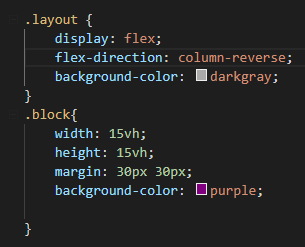 .layout {
display: flex;
flex-direction: column-reverse;
background-color: darkgray;
}
.block{
width: 15vh;
height: 15vh;
margin: 30px 30px;
background-color: purple;
}